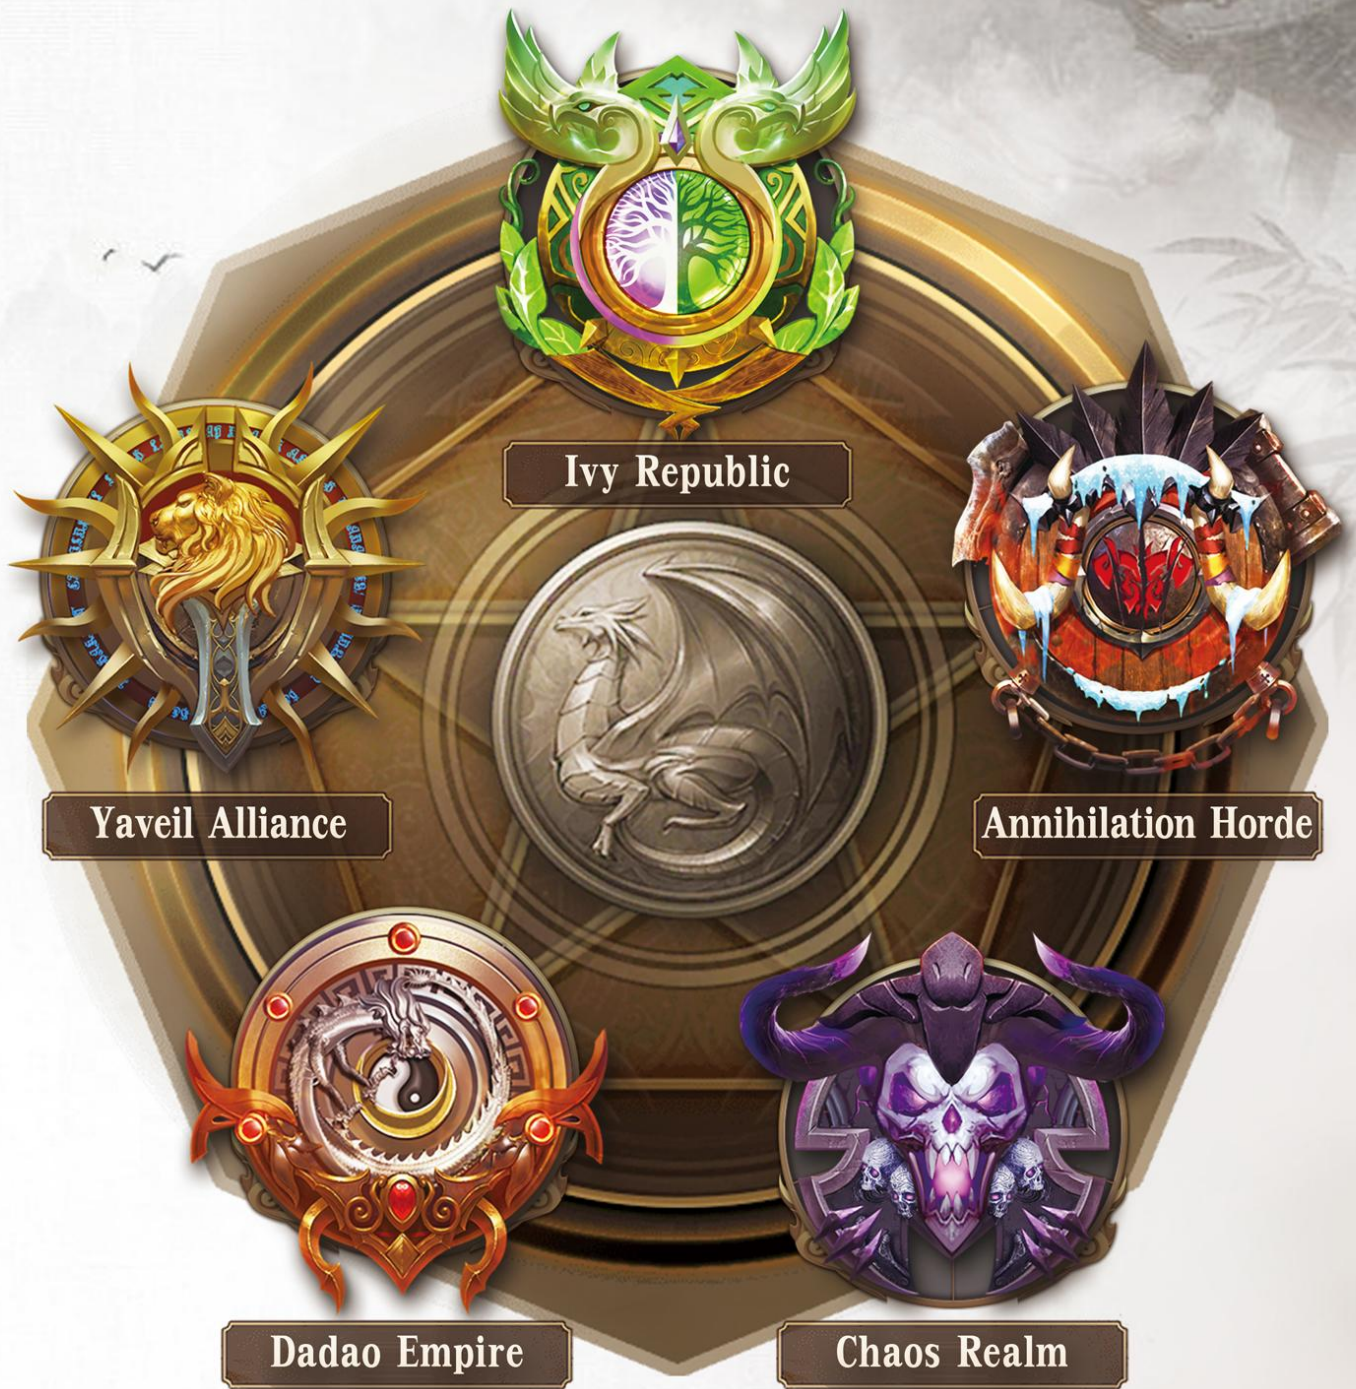 Ivy Republic
Yaveil Alliance
Annihilation Horde
Dadao Empire
Chaos Realm